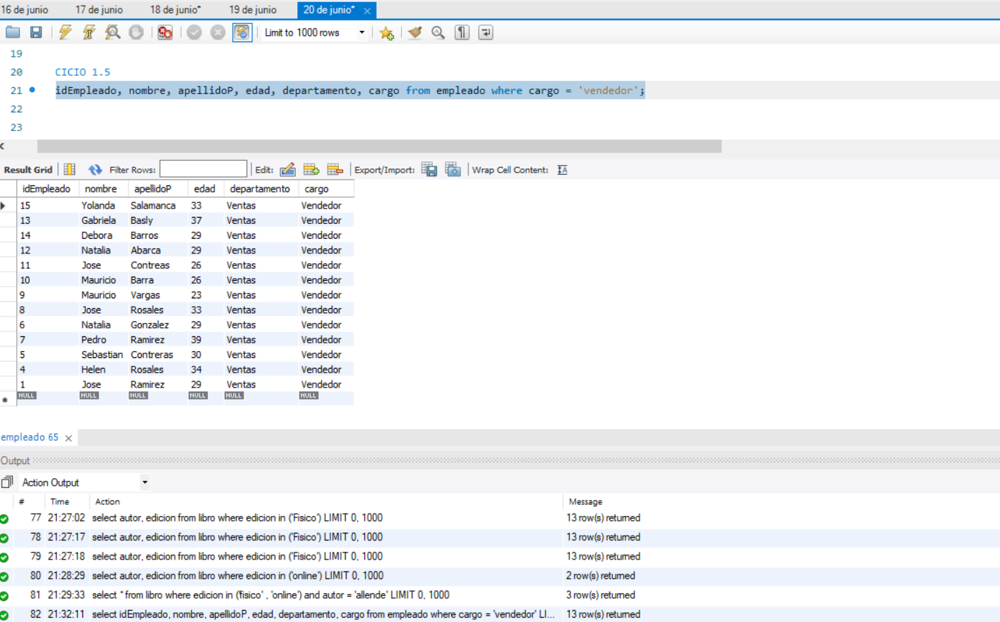 16 de junio 17 de junio 18 de junio* 19 de junio 20 de junio* ×
Limit to 1000 rows
19
20 CICIO 1.5
21 idEmpleado, nombre, apellidoP, edad, departamento, cargo from empleado where cargo = 'vendedor';
22
23
Result Grid Filter Rows: Edit: Export/Import: Wrap Cell Content: IA
idEmpleado nombre apellidoP edad departamento cargo
15 Yolanda Salamanca 33 Ventas Vendedor
13 Gabriela Basly 37 Ventas Vendedor
14 Debora Barros 29 Ventas Vendedor
12 Natalia Abarca 29 Ventas Vendedor
11 Jose Contreas 26 Ventas Vendedor
10 Mauricio Barra 26 Ventas Vendedor
9 Mauricio Vargas 23 Ventas Vendedor
8 Jose Rosales 33 Ventas Vendedor
6 Natalia Gonzalez 29 Ventas Vendedor
7 Pedro Ramirez 39 Ventas Vendedor
5 Sebastian Contreras 30 Ventas Vendedor
4 Helen Rosales 34 Ventas Vendedor
1 Jose Ramirez 29 Ventas Vendedor
NULL NULL NULL NULL NULL NULL
empleado 65 ×
Output
Action Output
# Time Action Message
77 21:27:02 select autor, edicion from libro where edicion in ('Fisico') LIMIT 0, 1000 13 row(s) returned
78 21:27:17 select autor, edicion from libro where edicion in ('Fisico') LIMIT 0, 1000 13 row(s) returned
79 21:27:18 select autor, edicion from libro where edicion in ('Fisico') LIMIT 0, 1000 13 row(s) returned
80 21:28:29 select autor, edicion from libro where edicion in ('online') LIMIT 0, 1000 2 row(s) returned
81 21:29:33 select * from libro where edicion in ('fisico' , 'online') and autor = 'allende' LIMIT 0, 1000 3 row(s) returned
82 21:32:11 select idEmpleado, nombre, apellidoP, edad, departamento, cargo from empleado where cargo = 'vendedor' LI... 13 row(s) returned